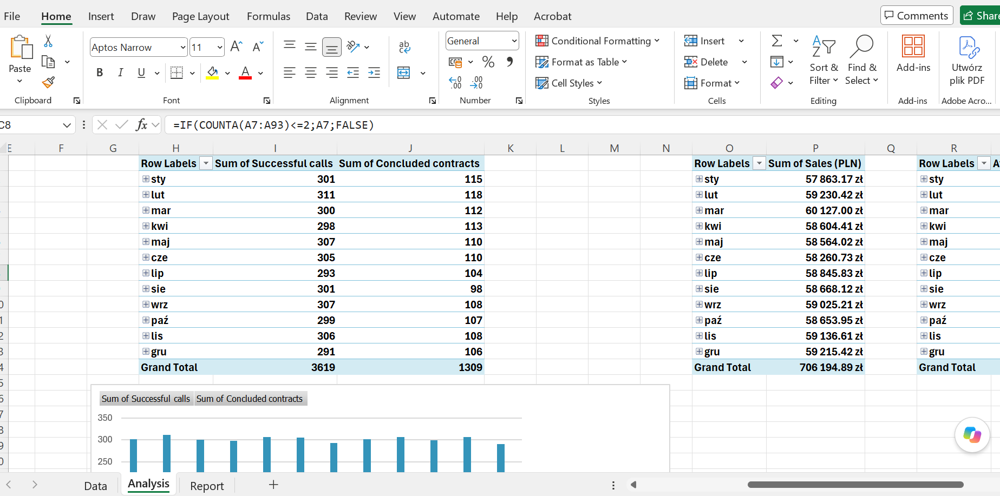 File Home Insert Draw Page Layout Formulas Data Review View Automate Help Acrobat Comments Share
Paste
Clipboard
Aptos Narrow 11
B I U
Font
Alignment
General
Number
Conditional Formatting
Format as Table
Cell Styles
Styles
Insert
Delete
Format
Cells
Sort & Filter
Find & Select
Editing
Add-ins
Add-ins
Utwórz plik PDF
Adobe Acro...
C8 fx =IF(COUNTA(A7:A93)<=2;A7;FALSE)
E F G H I J K L M N O P Q R
Row Labels Sum of Successful calls Sum of Concluded contracts Row Labels Sum of Sales (PLN) Row Labels
sty 301 115 sty 57 863.17 zł sty
lut 311 118 lut 59 230.42 zł lut
mar 300 112 mar 60 127.00 zł mar
kwi 298 113 kwi 58 604.41 zł kwi
maj 307 110 maj 58 564.02 zł maj
cze 305 110 cze 58 260.73 zł cze
lip 293 104 lip 58 845.83 zł lip
sie 301 98 sie 58 668.12 zł sie
wrz 307 108 wrz 59 025.21 zł wrz
paź 299 107 paź 58 653.95 zł paź
lis 306 108 lis 59 136.61 zł lis
gru 291 106 gru 59 215.42 zł gru
Grand Total 3619 1309 Grand Total 706 194.89 zł Grand Total
Sum of Successful calls Sum of Concluded contracts
350
300
250
Data Analysis Report